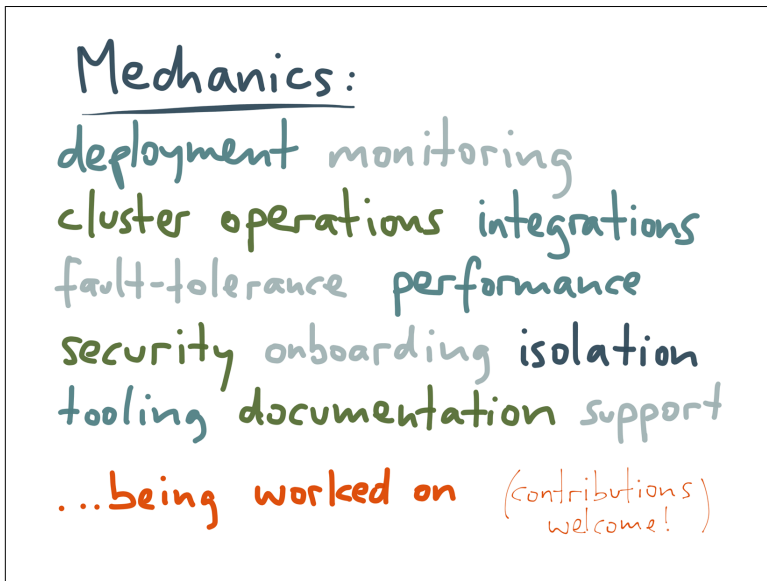 Mechanics:
deployment monitoring
cluster operations integrations
fault-tolerance performance
security onboarding isolation
tooling documentation support
...being worked on (contributions
welcome!)